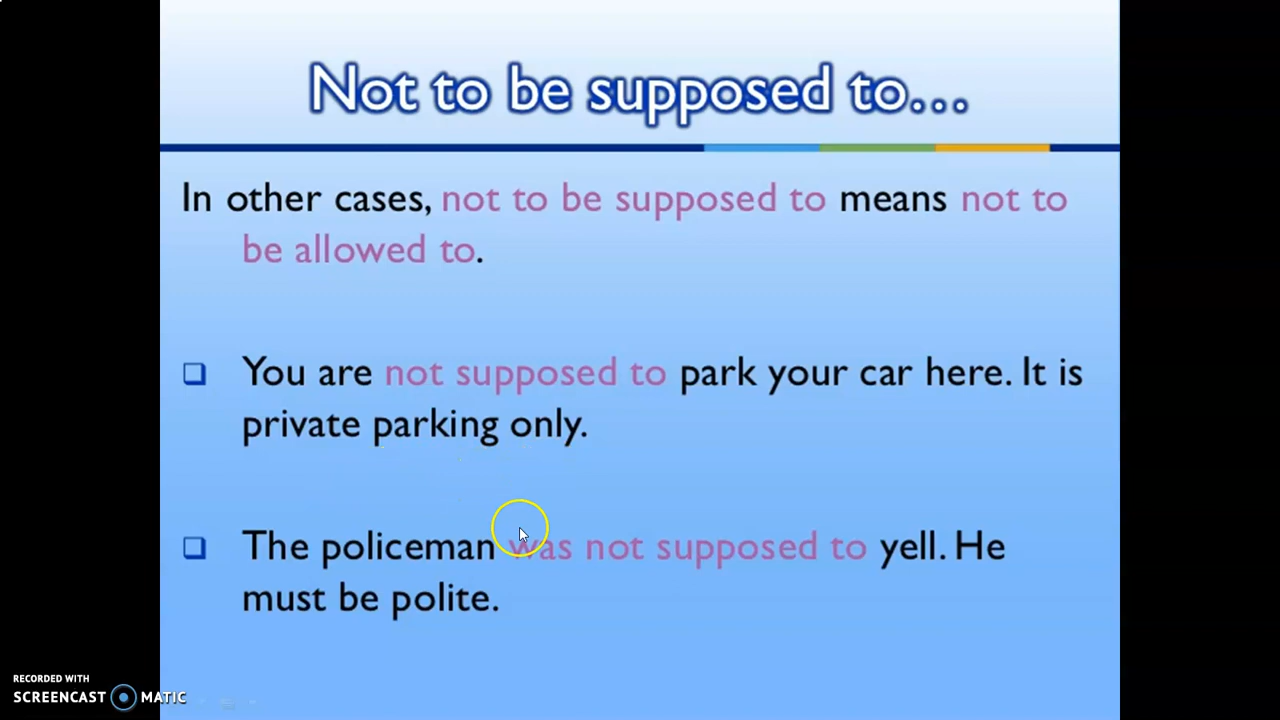 Not to be supposed to...
In other cases, not to be supposed to means not to
be allowed to.
You are not supposed to park your car here. It is
private parking only.
The policeman was not supposed to yell. He
must be polite.
RECORDED WITH
SCREENCAST MATIC